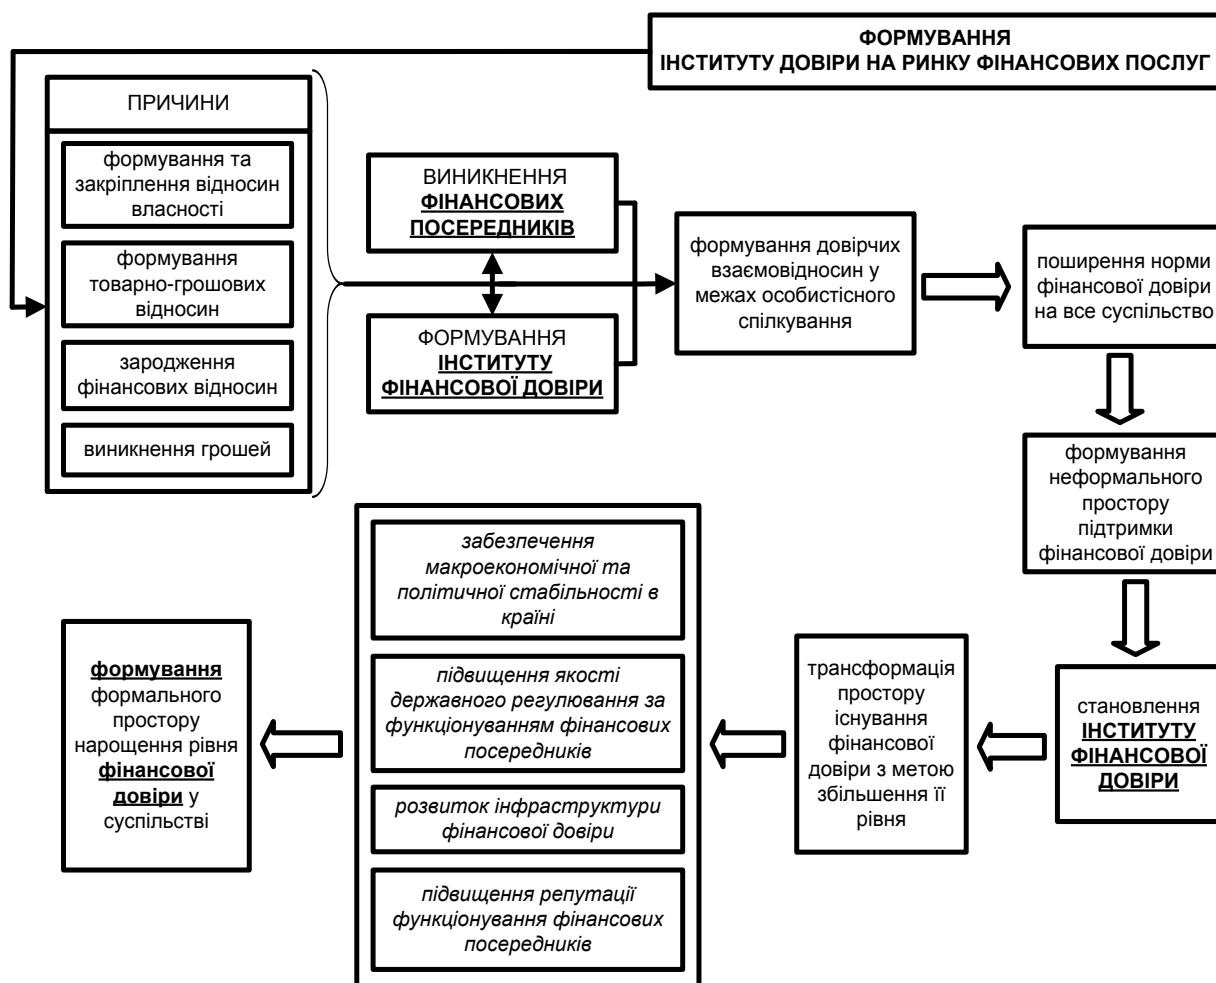 ФОРМУВАННЯ
ІНСТИТУТУ ДОВІРИ НА РИНКУ ФІНАНСОВИХ ПОСЛУГ
ПРИЧИНИ
формування та
закріплення відносин
власності
формування
товарно-грошових
відносин
зародження
фінансових відносин
виникнення грошей
ВИНИКНЕННЯ
ФІНАНСОВИХ
ПОСЕРЕДНИКІВ
ФОРМУВАННЯ
ІНСТИТУТУ
ФІНАНСОВОЇ ДОВІРИ
формування довірчих
взаємовідносин у
межах особистісного
спілкування
поширення норми
фінансової довіри
на все суспільство
формування
неформального
простору
підтримки
фінансової довіри
становлення
ІНСТИТУТУ
ФІНАНСОВОЇ
ДОВІРИ
трансформація
простору
існування
фінансової
довіри з метою
збільшення її
рівня
забезпечення
макроекономічної та
політичної стабільності в
країні
підвищення якості
державного регулювання за
функціонуванням фінансових
посередників
розвиток інфраструктури
фінансової довіри
підвищення репутації
функціонування фінансових
посередників
формування
формального
простору
нарощення рівня
фінансової
довіри у
суспільстві